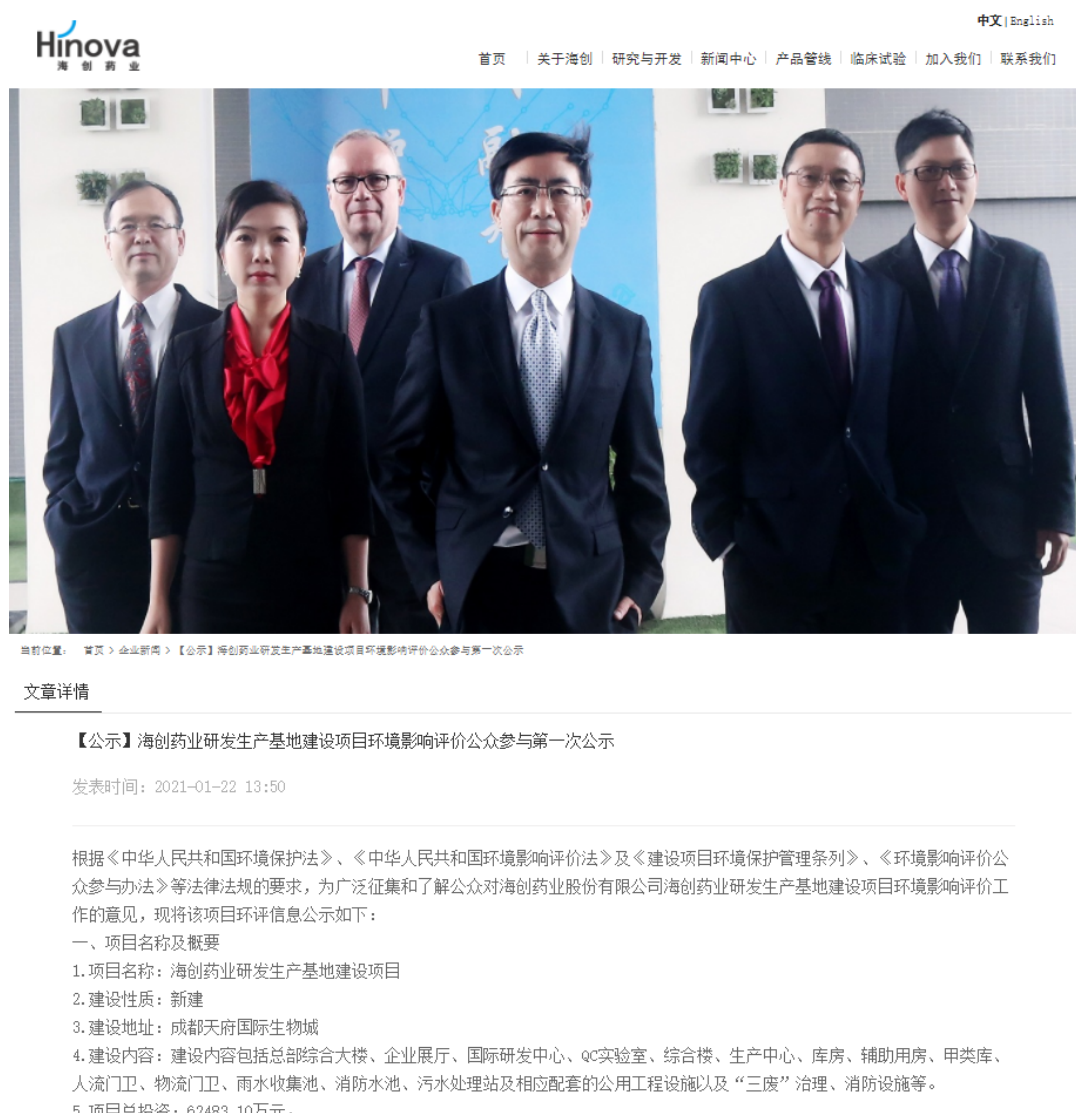 中文|English
Hinova
海创药业
首页 关于海创 研究与开发 新闻中心 产品管线 临床试验 加入我们 联系我们
当前位置： 首页 > 企业新闻 > 【公示】海创药业研发生产基地建设项目环境影响评价公众参与第一次公示
文章详情
【公示】海创药业研发生产基地建设项目环境影响评价公众参与第一次公示
发表时间：2021-01-22 13:50
根据《中华人民共和国环境保护法》、《中华人民共和国环境影响评价法》及《建设项目环境保护管理条列》、《环境影响评价公
众参与办法》等法律法规的要求，为广泛征集和了解公众对海创药业股份有限公司海创药业研发生产基地建设项目环境影响评价工
作的意见，现将该项目环评信息公示如下：
一、项目名称及概要
1.项目名称：海创药业研发生产基地建设项目
2.建设性质：新建
3.建设地址：成都天府国际生物城
4.建设内容：建设内容包括总部综合大楼、企业展厅、国际研发中心、QC实验室、综合楼、生产中心、库房、辅助用房、甲类库、
人流门卫、物流门卫、雨水收集池、消防水池、污水处理站及相应配套的公用工程设施以及“三废”治理、消防设施等。
5.项目总投资：62483.10万元。